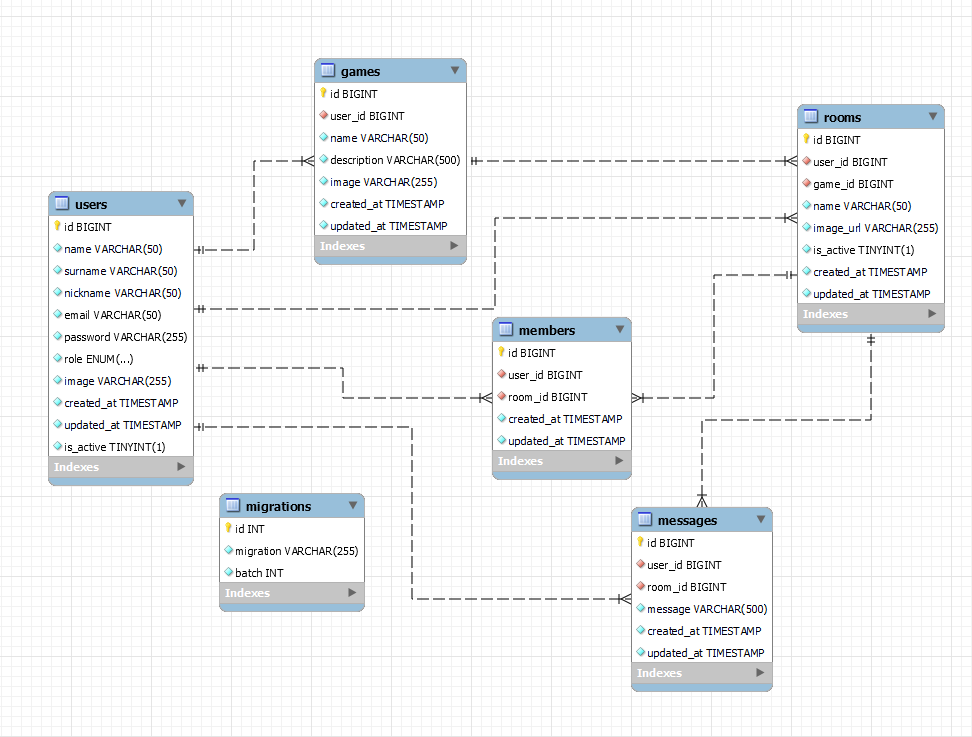 games
id BIGINT
user_id BIGINT
name VARCHAR(50)
description VARCHAR(500)
image VARCHAR(255)
created_at TIMESTAMP
updated_at TIMESTAMP
Indexes
rooms
id BIGINT
user_id BIGINT
game_id BIGINT
name VARCHAR(50)
image_url VARCHAR(255)
is_active TINYINT(1)
created_at TIMESTAMP
updated_at TIMESTAMP
Indexes
users
id BIGINT
name VARCHAR(50)
surname VARCHAR(50)
nickname VARCHAR(50)
email VARCHAR(50)
password VARCHAR(255)
role ENUM(...)
image VARCHAR(255)
created_at TIMESTAMP
updated_at TIMESTAMP
is_active TINYINT(1)
Indexes
members
id BIGINT
user_id BIGINT
room_id BIGINT
created_at TIMESTAMP
updated_at TIMESTAMP
Indexes
migrations
id INT
migration VARCHAR(255)
batch INT
Indexes
messages
id BIGINT
user_id BIGINT
room_id BIGINT
message VARCHAR(500)
created_at TIMESTAMP
updated_at TIMESTAMP
Indexes